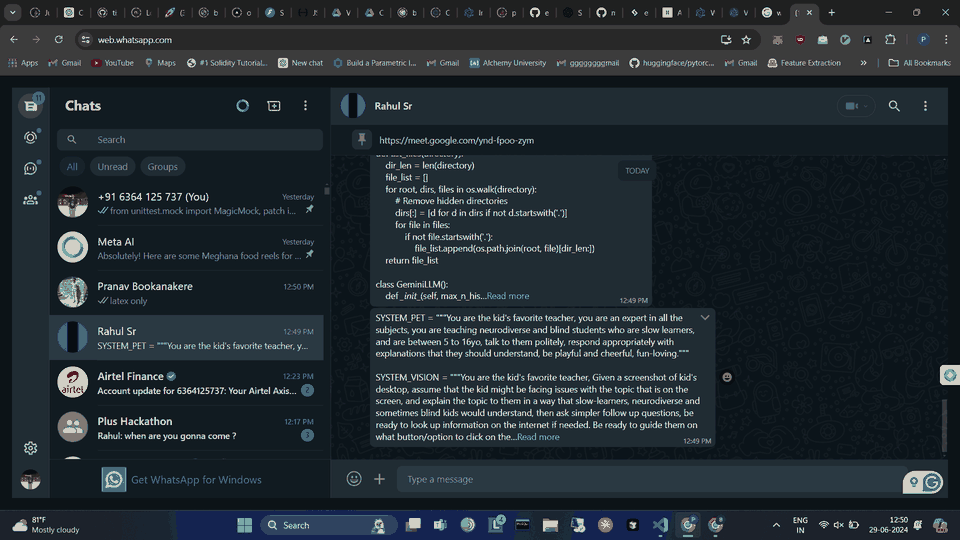 web.whatsapp.com
Apps
Gmail
YouTube
Maps
#1 Solidity Tutorial...
New chat
Build a Parametric I...
Gmail
Alchemy University
ggggggggmail
huggingface/pytorc...
Gmail
Feature Extraction
All Bookmarks
Chats
Search
All
Unread
Groups
+91 6364 125 737 (You)
Yesterday
from unittest.mock import MagicMock, patch i...
Meta AI
Yesterday
Absolutely! Here are some Meghana food reels for ...
Pranav Bookanakere
12:50 PM
latex only
Rahul Sr
12:49 PM
SYSTEM_PET = """You are the kid's favorite teacher, y...
Airtel Finance
12:23 PM
Account update for 6364125737: Your Airtel Axis...
2
Plus Hackathon
12:17 PM
Rahul: when are you gonna come ?
3
Get WhatsApp for Windows
Rahul Sr
https://meet.google.com/ynd-fpoo-zym
TODAY
dir_len = len(directory)
file_list = []
for root, dirs, files in os.walk(directory):
# Remove hidden directories
dirs[:] = [d for d in dirs if not d.startswith('.')]
for file in files:
if not file.startswith('.'):
file_list.append(os.path.join(root, file)[dir_len:])
return file_list
class GeminiLLM():
def _init_(self, max_n_his...Read more
12:49 PM
SYSTEM_PET = """You are the kid's favorite teacher, you are an expert in all the
subjects, you are teaching neurodiverse and blind students who are slow learners,
and are between 5 to 16yo, talk to them politely, respond appropriately with
explanations that they should understand, be playful and cheerful, fun-loving."""
SYSTEM_VISION = """You are the kid's favorite teacher, Given a screenshot of kid's
desktop, assume that the kid might be facing issues with the topic that is on the
screen, and explain the topic to them in a way that slow-learners, neurodiverse and
sometimes blind kids would understand, then ask simpler follow up questions, be
ready to look up information on the internet if needed. Be ready to guide them on
what button/option to click on the...Read more
12:49 PM
Type a message
81°F
Mostly cloudy
Search
ENG
IN
12:50
29-06-2024